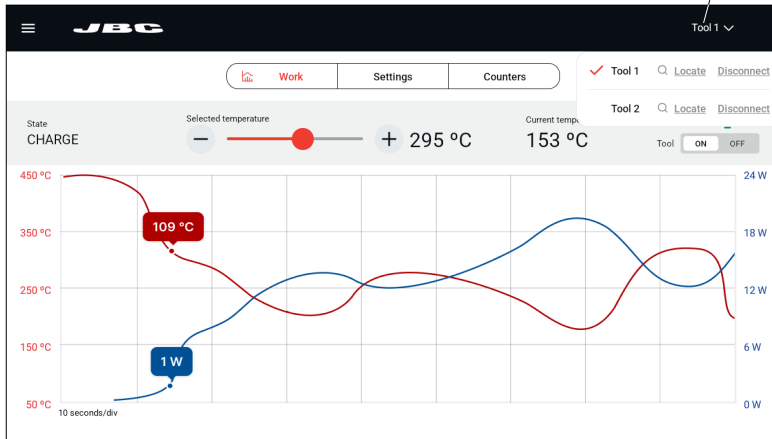 JBC
Tool 1
Work
Settings
Counters
Tool 1 Locate Disconnect
Tool 2 Locate Disconnect
State
CHARGE
Selected temperature
295 ºC
Current
153 ºC
Tool ON OFF
450 ºC
24 W
109 ºC
350 ºC
18 W
250 ºC
12 W
150 ºC
6 W
1 W
50 ºC
0 W
10 seconds/div